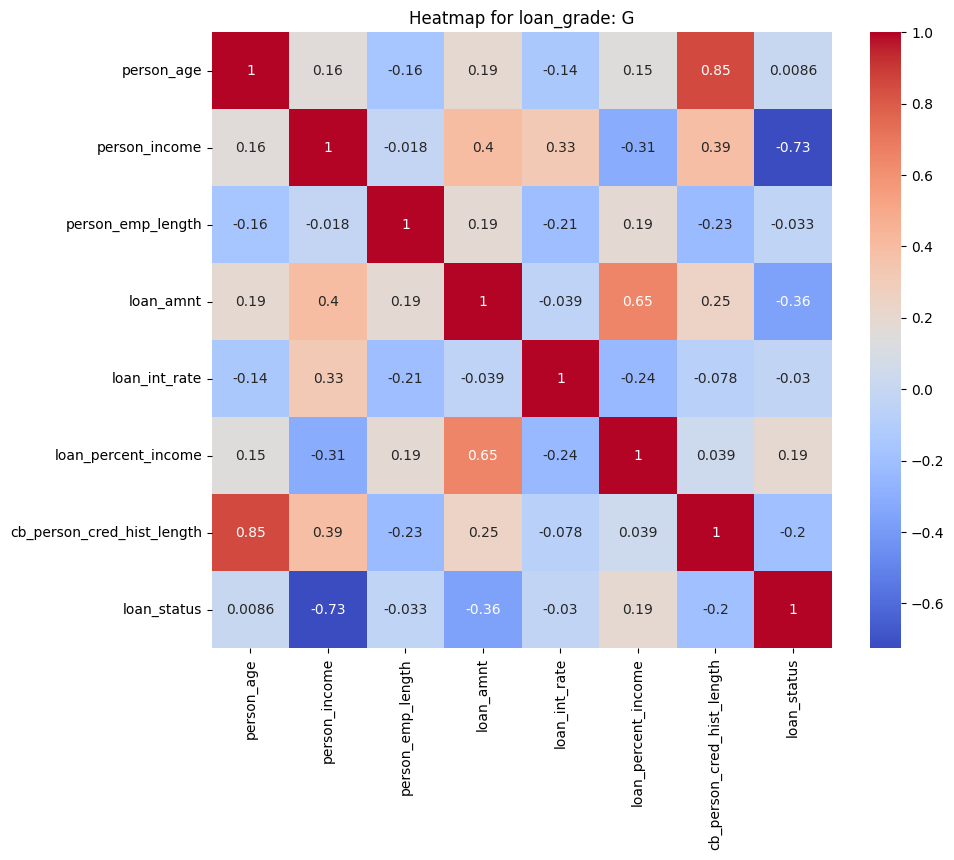 Heatmap for loan_grade: G
person_age 1 0.16 -0.16 0.19 -0.14 0.15 0.85 0.0086
person_income 0.16 1 -0.018 0.4 0.33 -0.31 0.39 -0.73
person_emp_length -0.16 -0.018 1 0.19 -0.21 0.19 -0.23 -0.033
loan_amnt 0.19 0.4 0.19 1 -0.039 0.65 0.25 -0.36
loan_int_rate -0.14 0.33 -0.21 -0.039 1 -0.24 -0.078 -0.03
loan_percent_income 0.15 -0.31 0.19 0.65 -0.24 1 0.039 0.19
cb_person_cred_hist_length 0.85 0.39 -0.23 0.25 -0.078 0.039 1 -0.2
loan_status 0.0086 -0.73 -0.033 -0.36 -0.03 0.19 -0.2 1
person_age
person_income
person_emp_length
loan_amnt
loan_int_rate
loan_percent_income
cb_person_cred_hist_length
loan_status
1.0
0.8
0.6
0.4
0.2
0.0
−0.2
−0.4
−0.6